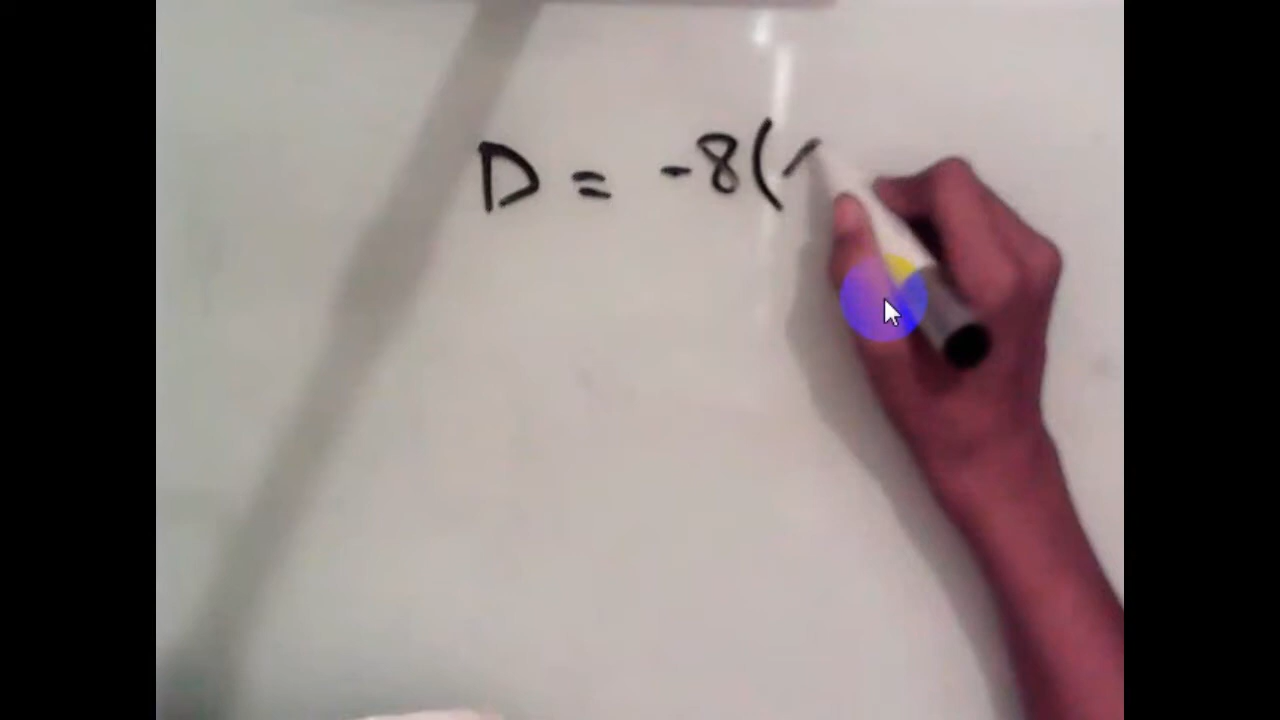 D = -8(